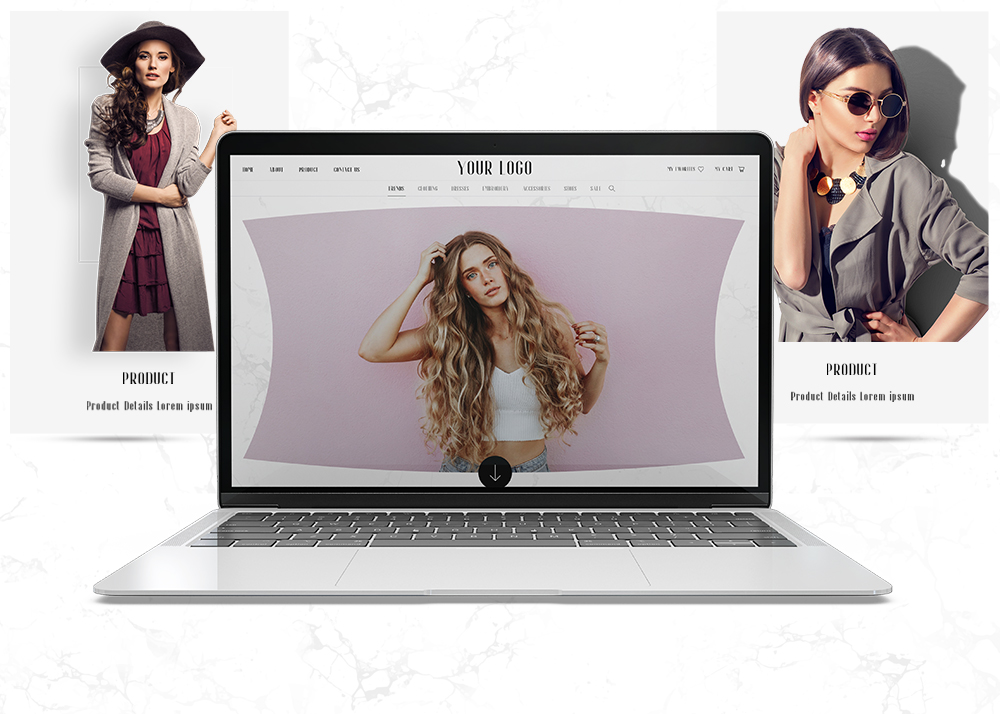 YOUR LOGO
HOME ABOUT PRODUCT CONTACT US
MY FAVORITES MY CART
TRENDS CLOTHING DRESSES EMBROIDERY ACCESSORIES SHOES SALE
PRODUCT
Product Details Lorem ipsum
PRODUCT
Product Details Lorem ipsum